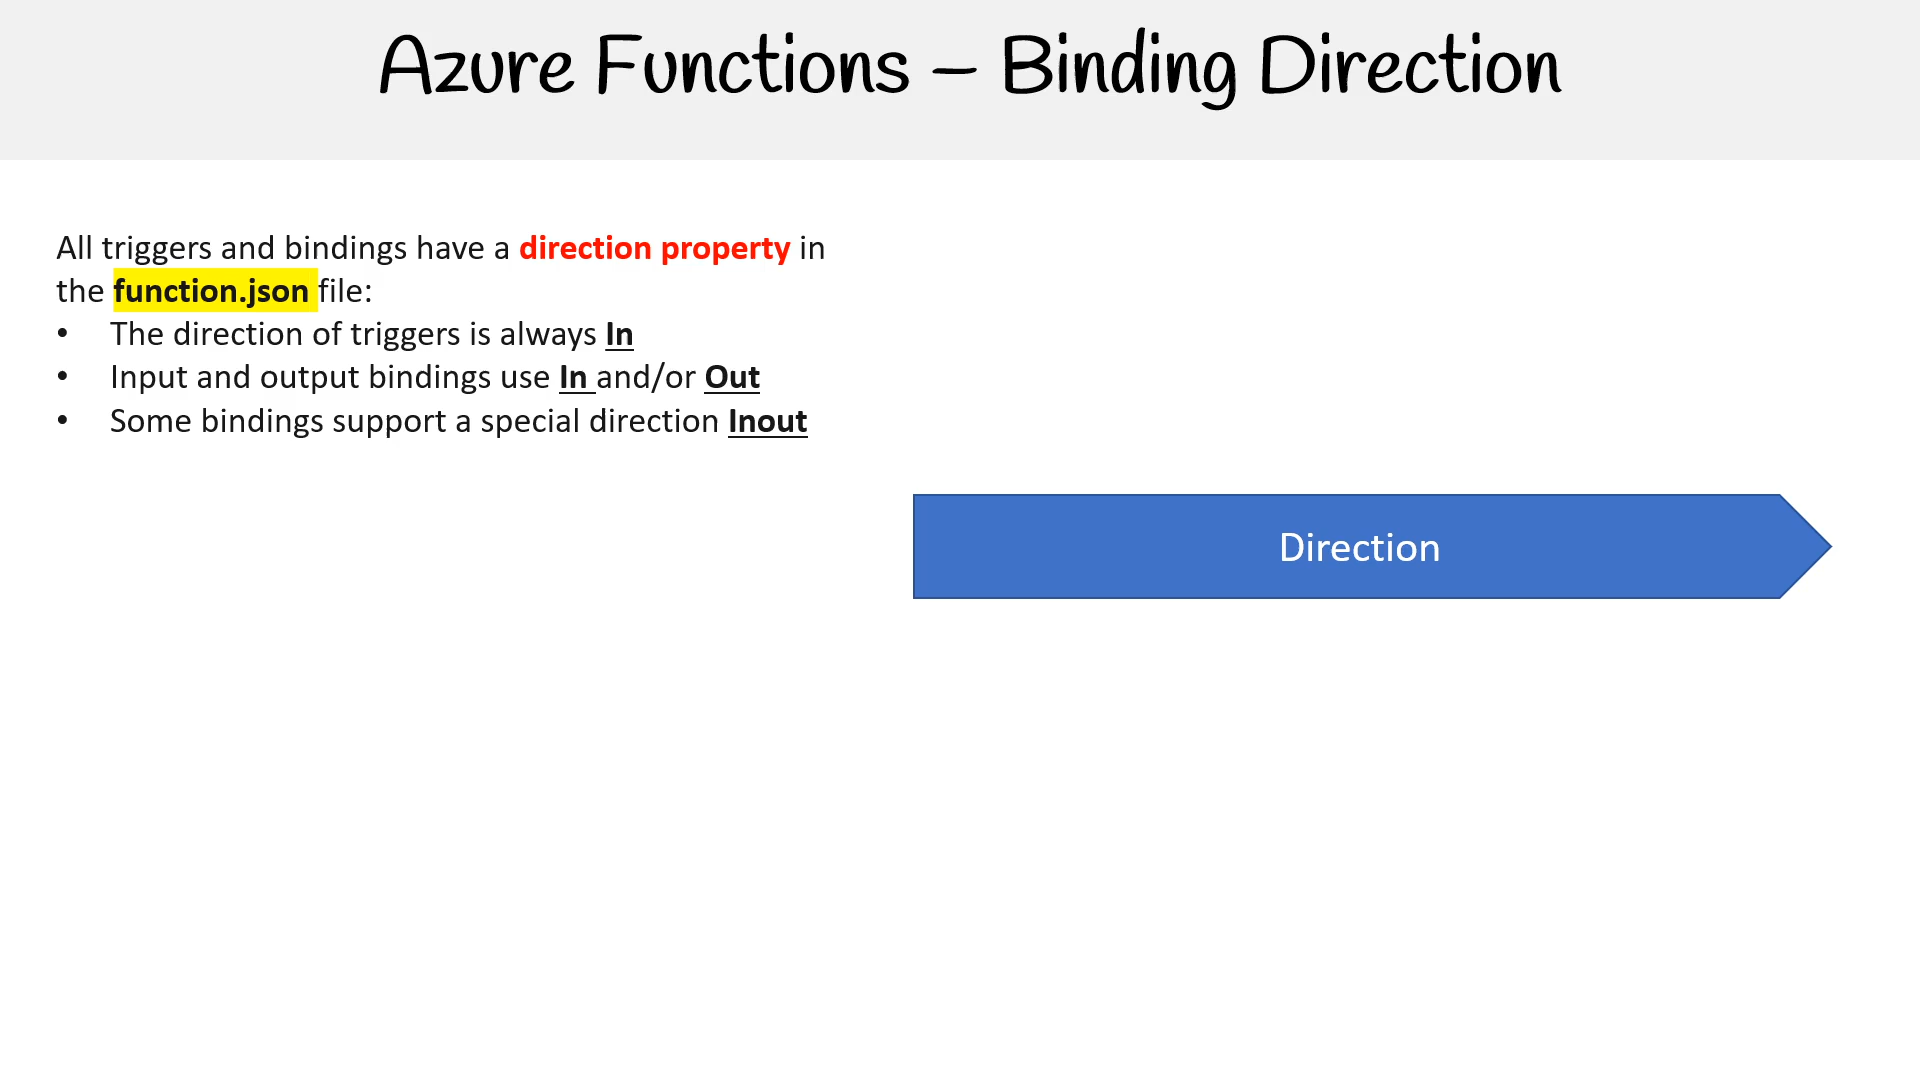 Azure Functions – Binding Direction
All triggers and bindings have a direction property in
the function.json file:
• The direction of triggers is always In
• Input and output bindings use In and/or Out
• Some bindings support a special direction Inout
Direction